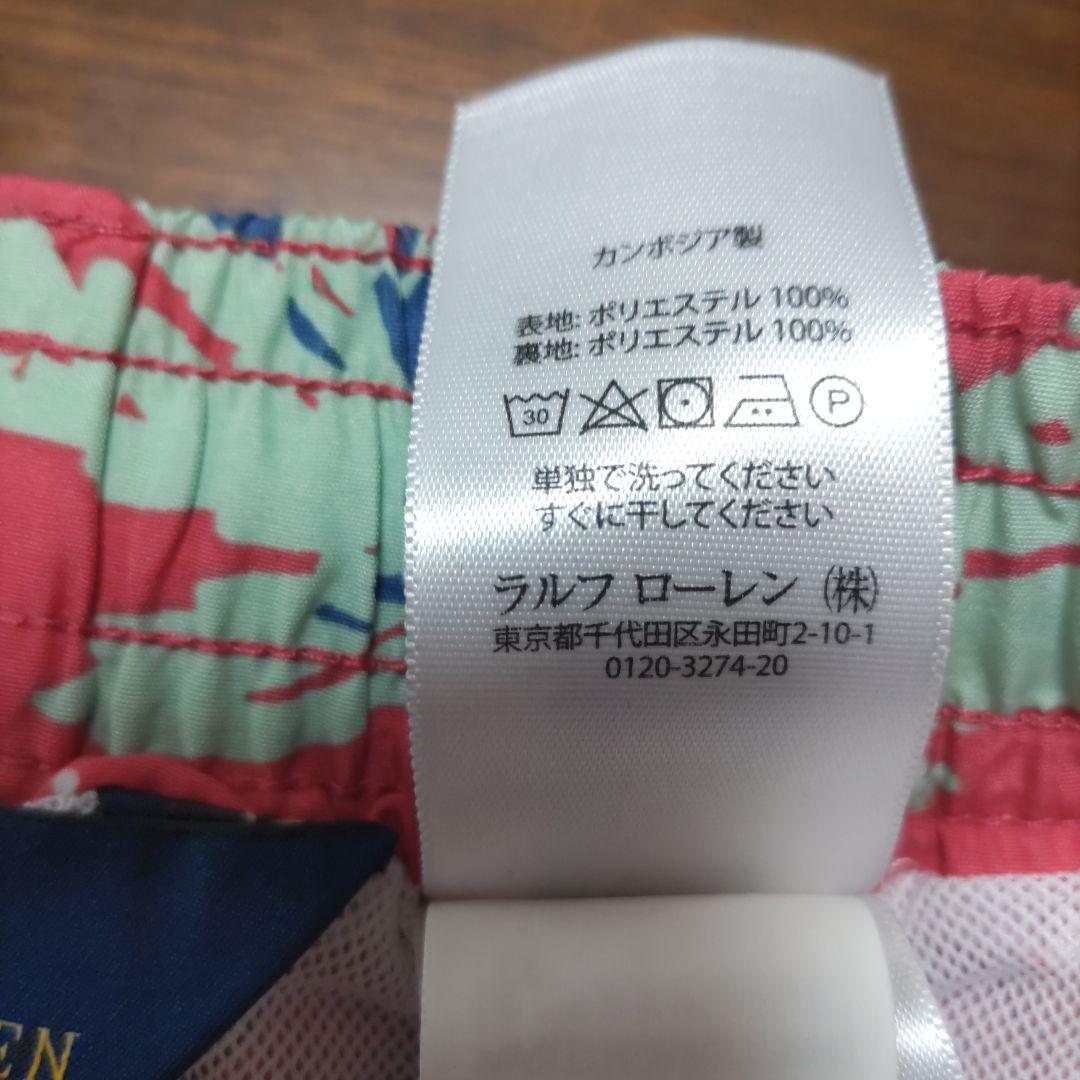 カンボジア製
表地: ポリエステル 100%
裏地: ポリエステル 100%
30 P
単独で洗ってください
すぐに干してください
ラルフ ローレン (株)
東京都千代田区永田町2-10-1
0120-3274-20
EN